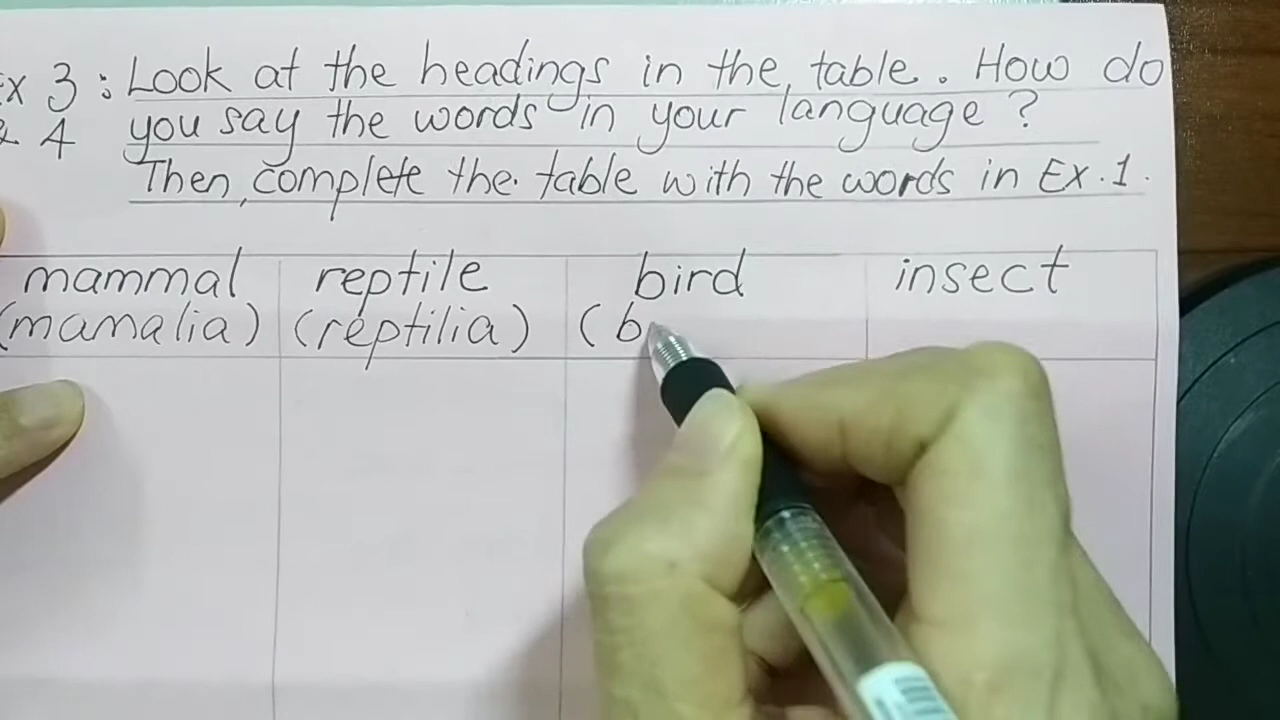 Ex 3 : Look at the headings in the table. How do
& 4 you say the words in your language ?
Then, complete the table with the words in Ex. 1.
mammal reptile bird insect
(mamalia) (reptilia) (b